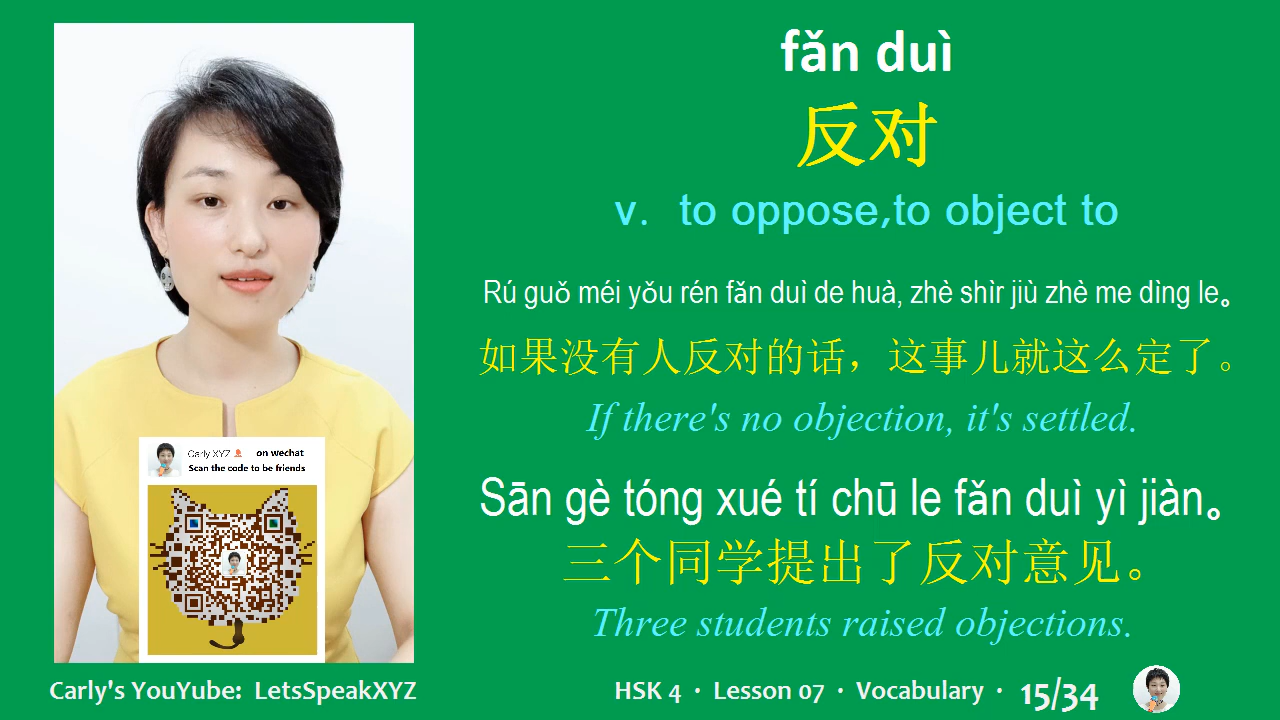 fǎn duì
反对
v. to oppose,to object to
Rú guǒ méi yǒu rén fǎn duì de huà, zhè shìr jiù zhè me dìng le。
如果没有人反对的话，这事儿就这么定了。
If there's no objection, it's settled.
Sān gè tóng xué tí chū le fǎn duì yì jiàn。
三个同学提出了反对意见。
Three students raised objections.
Carly XYZ on wechat
Scan the code to be friends
Carly's YouYube: LetsSpeakXYZ
HSK 4 · Lesson 07 · Vocabulary · 15/34